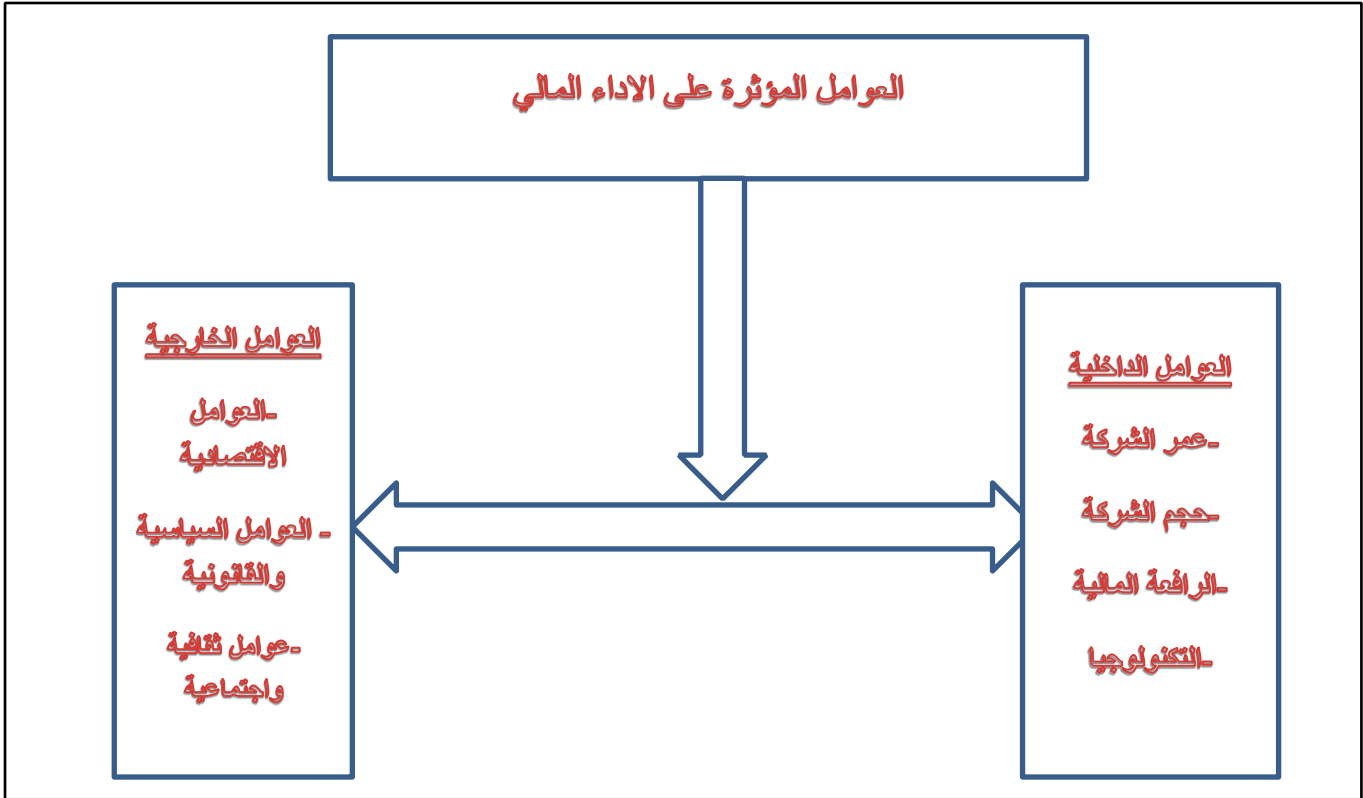 العوامل المؤثرة على الاداء المالي
العوامل الداخلية
-عمر الشركة
-حجم الشركة
-الرافعة المالية
-التكنولوجيا
العوامل الخارجية
-العوامل
الاقتصادية
- العوامل السياسية
والقانونية
-عوامل ثقافية
واجتماعية